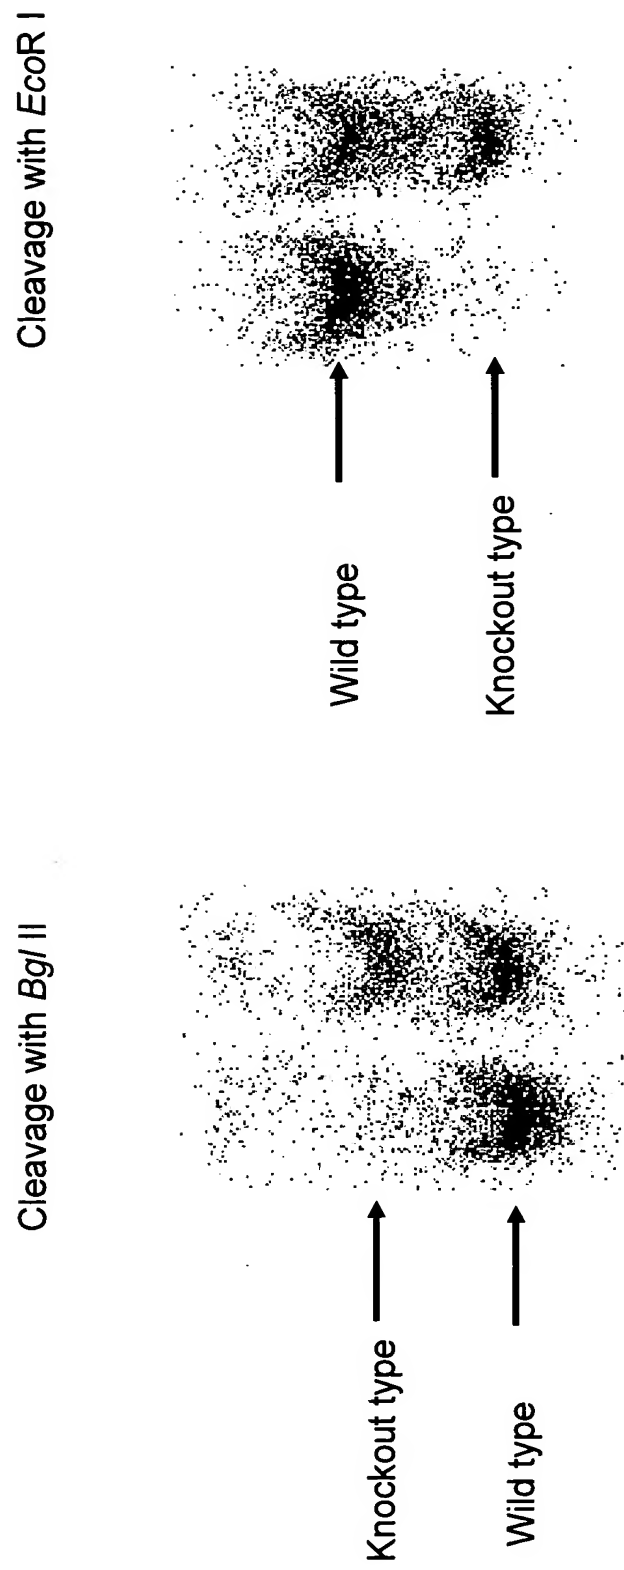 Cleavage with Bgl II
Knockout type
Wild type
Cleavage with EcoR I
Wild type
Knockout type